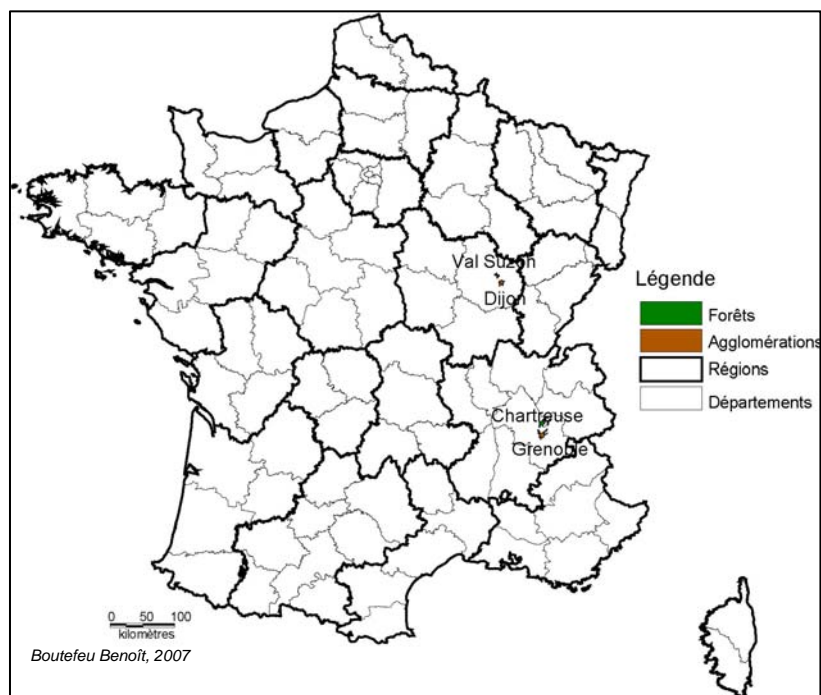 Val Suzon
Dijon
Légende
Forêts
Agglomérations
Régions
Départements
Chartreuse
Grenoble
0 50 100
kilomètres
Boutefeu Benoît, 2007